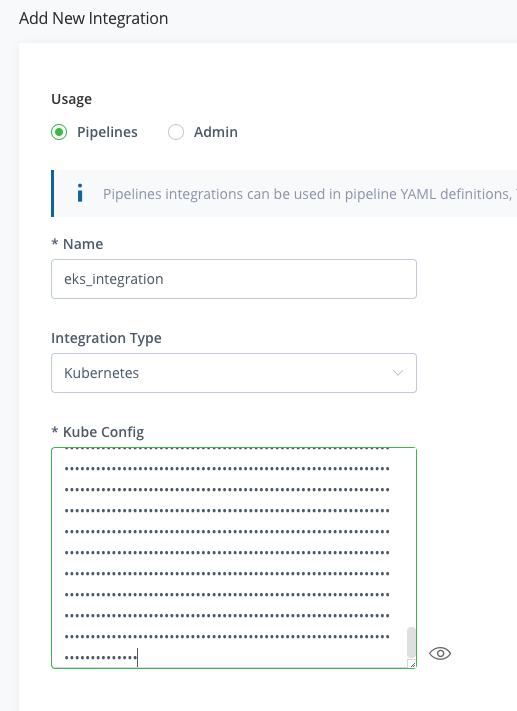 Add New Integration
Usage
Pipelines Admin
Pipelines integrations can be used in pipeline YAML definitions,
* Name
eks_integration
Integration Type
Kubernetes
* Kube Config